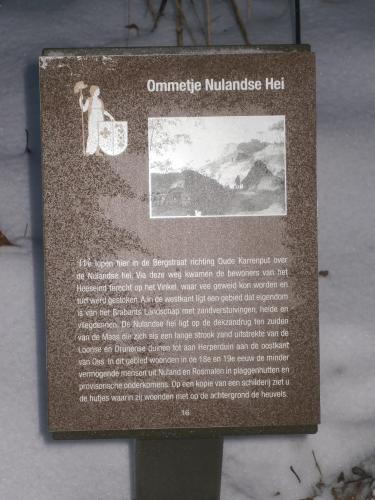 Ommetje Nulandse Hei
We lopen hier in de Bergstraat richting Oude Karrenput over
de Nulandse hei. Via deze weg kwamen de bewoners van het
Heeseind terecht op het Vinkel, waar vee geweid kon worden en
turf werd gestoken. Aan de westkant ligt een gebied dat eigendom
is van het Brabants Landschap met zandverstuivingen, heide en
vliegdennen. De Nulandse hei ligt op de dekzandrug ten zuiden
van de Maas die zich als een lange strook zand uitstrekt van de
Loonse en Drunense duinen tot aan Herperduin aan de oostkant
van Oss. In dit gebied woonden in de 18e en 19e eeuw de minder
vermogende mensen uit Nuland en Rosmalen in plaggenhutten en
provisorische onderkomens. Op een kopie van een schilderij ziet u
de hutjes waarin zij woonden met op de achtergrond de heuvels.
16